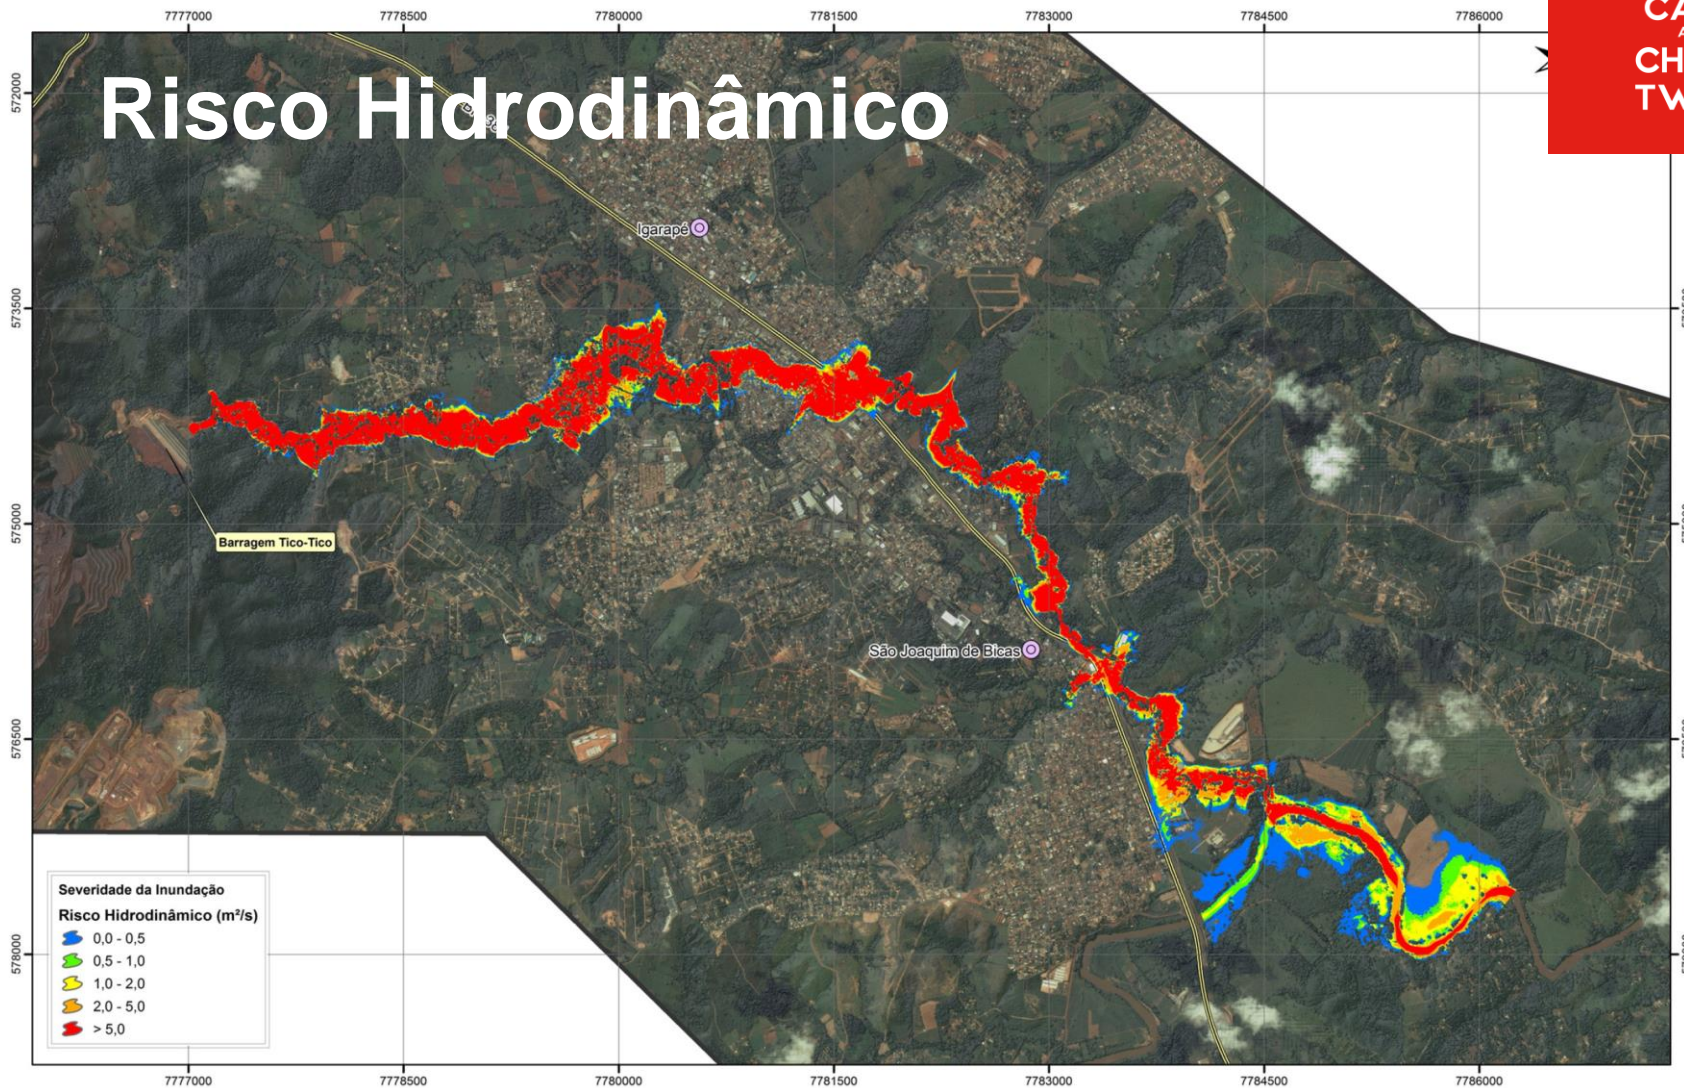 7777000 7778500 7780000 7781500 7783000 7784500 7786000
CA
A
CH
TW
Risco Hidrodinâmico
572000
Igarapé
573500
575000
Barragem Tico-Tico
São Joaquim de Bicas
576500
578000
Severidade da Inundação
Risco Hidrodinâmico (m²/s)
0,0 - 0,5
0,5 - 1,0
1,0 - 2,0
2,0 - 5,0
> 5,0
7777000 7778500 7780000 7781500 7783000 7784500 7786000